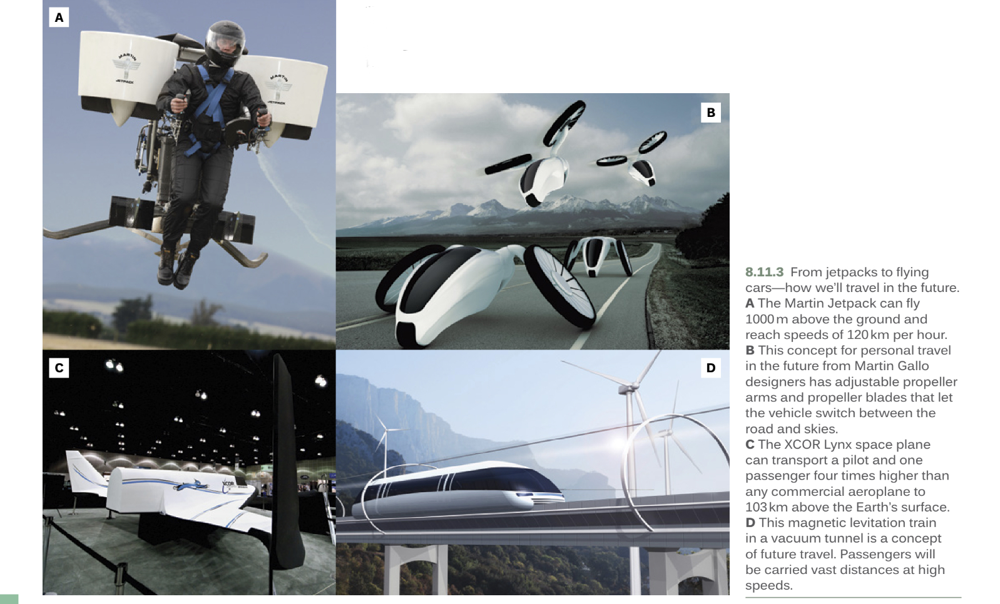 A
MARTIN
JETPACK
MARTIN
JETPACK
B
C
XCOR
D
8.11.3 From jetpacks to flying
cars—how we'll travel in the future.
A The Martin Jetpack can fly
1000 m above the ground and
reach speeds of 120 km per hour.
B This concept for personal travel
in the future from Martin Gallo
designers has adjustable propeller
arms and propeller blades that let
the vehicle switch between the
road and skies.
C The XCOR Lynx space plane
can transport a pilot and one
passenger four times higher than
any commercial aeroplane to
103 km above the Earth's surface.
D This magnetic levitation train
in a vacuum tunnel is a concept
of future travel. Passengers will
be carried vast distances at high
speeds.